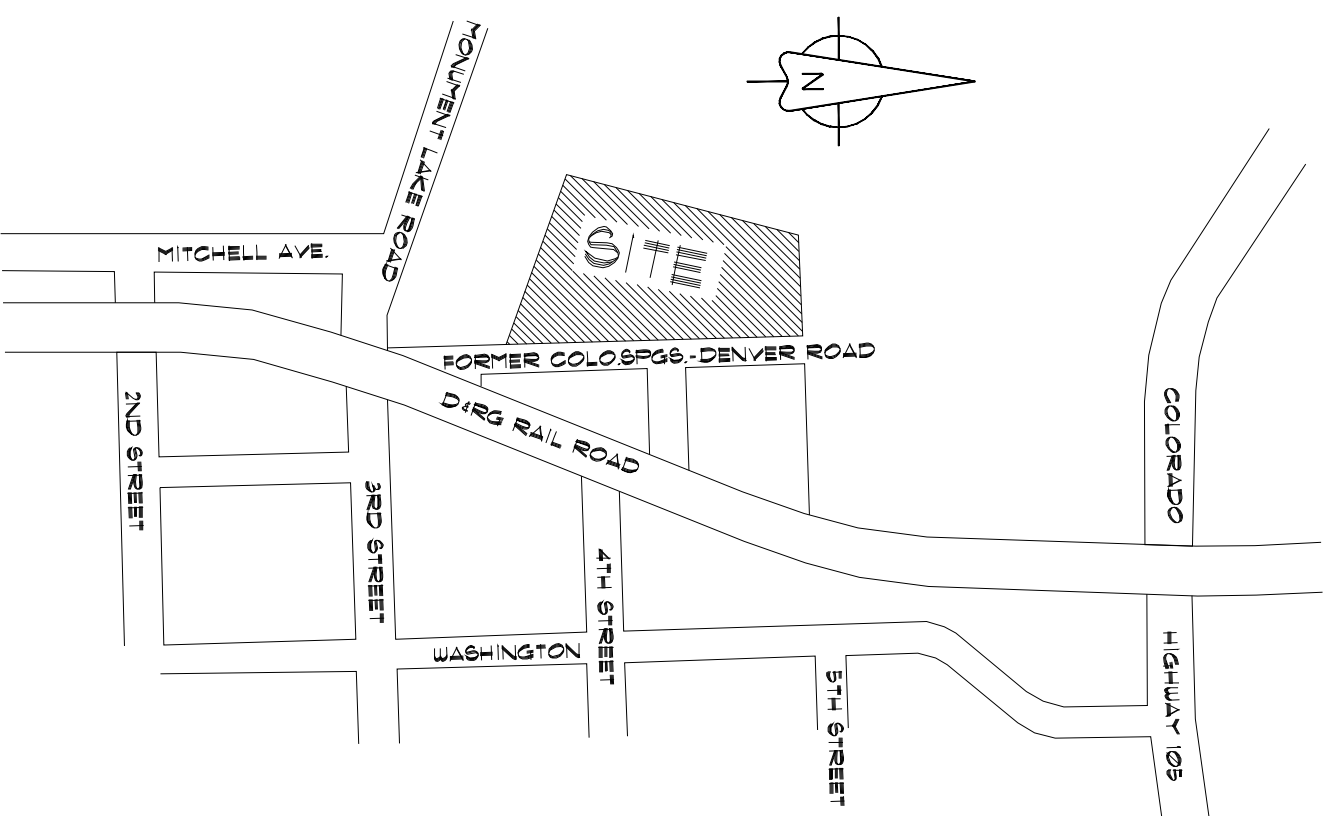 MONUMENT LAKE ROAD
N
MITCHELL AVE.
SITE
FORMER COLO.SPGS.-DENVER ROAD
D&RG RAIL ROAD
2ND STREET
3RD STREET
4TH STREET
WASHINGTON
5TH STREET
COLORADO
HIGHWAY 105